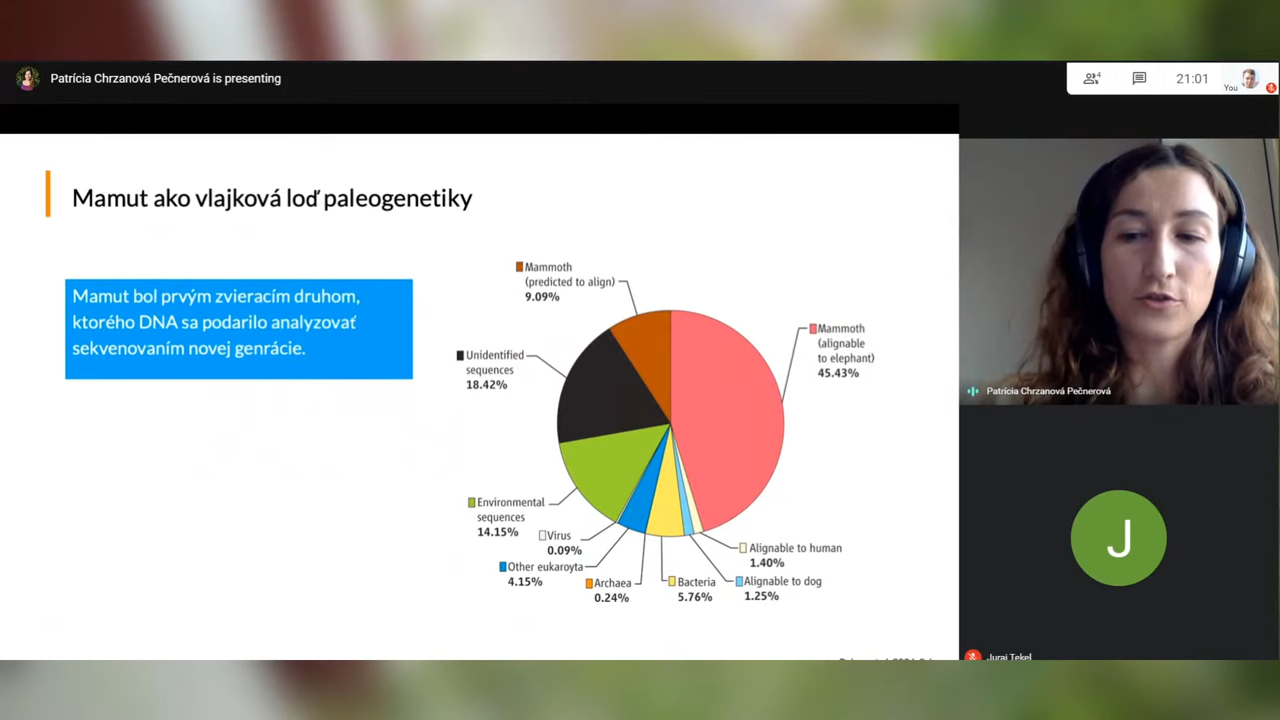 Patrícia Chrzanová Pečnerová is presenting
4
21:01
You
Mamut ako vlajková loď paleogenetiky
Mamut bol prvým zvieracím druhom,
ktorého DNA sa podarilo analyzovať
sekvenovaním novej genrácie.
Mammoth
(predicted to align)
9.09%
Mammoth
(alignable
to elephant)
45.43%
Unidentified
sequences
18.42%
Environmental
sequences
14.15%
Virus
0.09%
Other eukaroyta
4.15%
Archaea
0.24%
Bacteria
5.76%
Alignable to dog
1.25%
Alignable to human
1.40%
Patrícia Chrzanová Pečnerová
J
Juraj Tekel